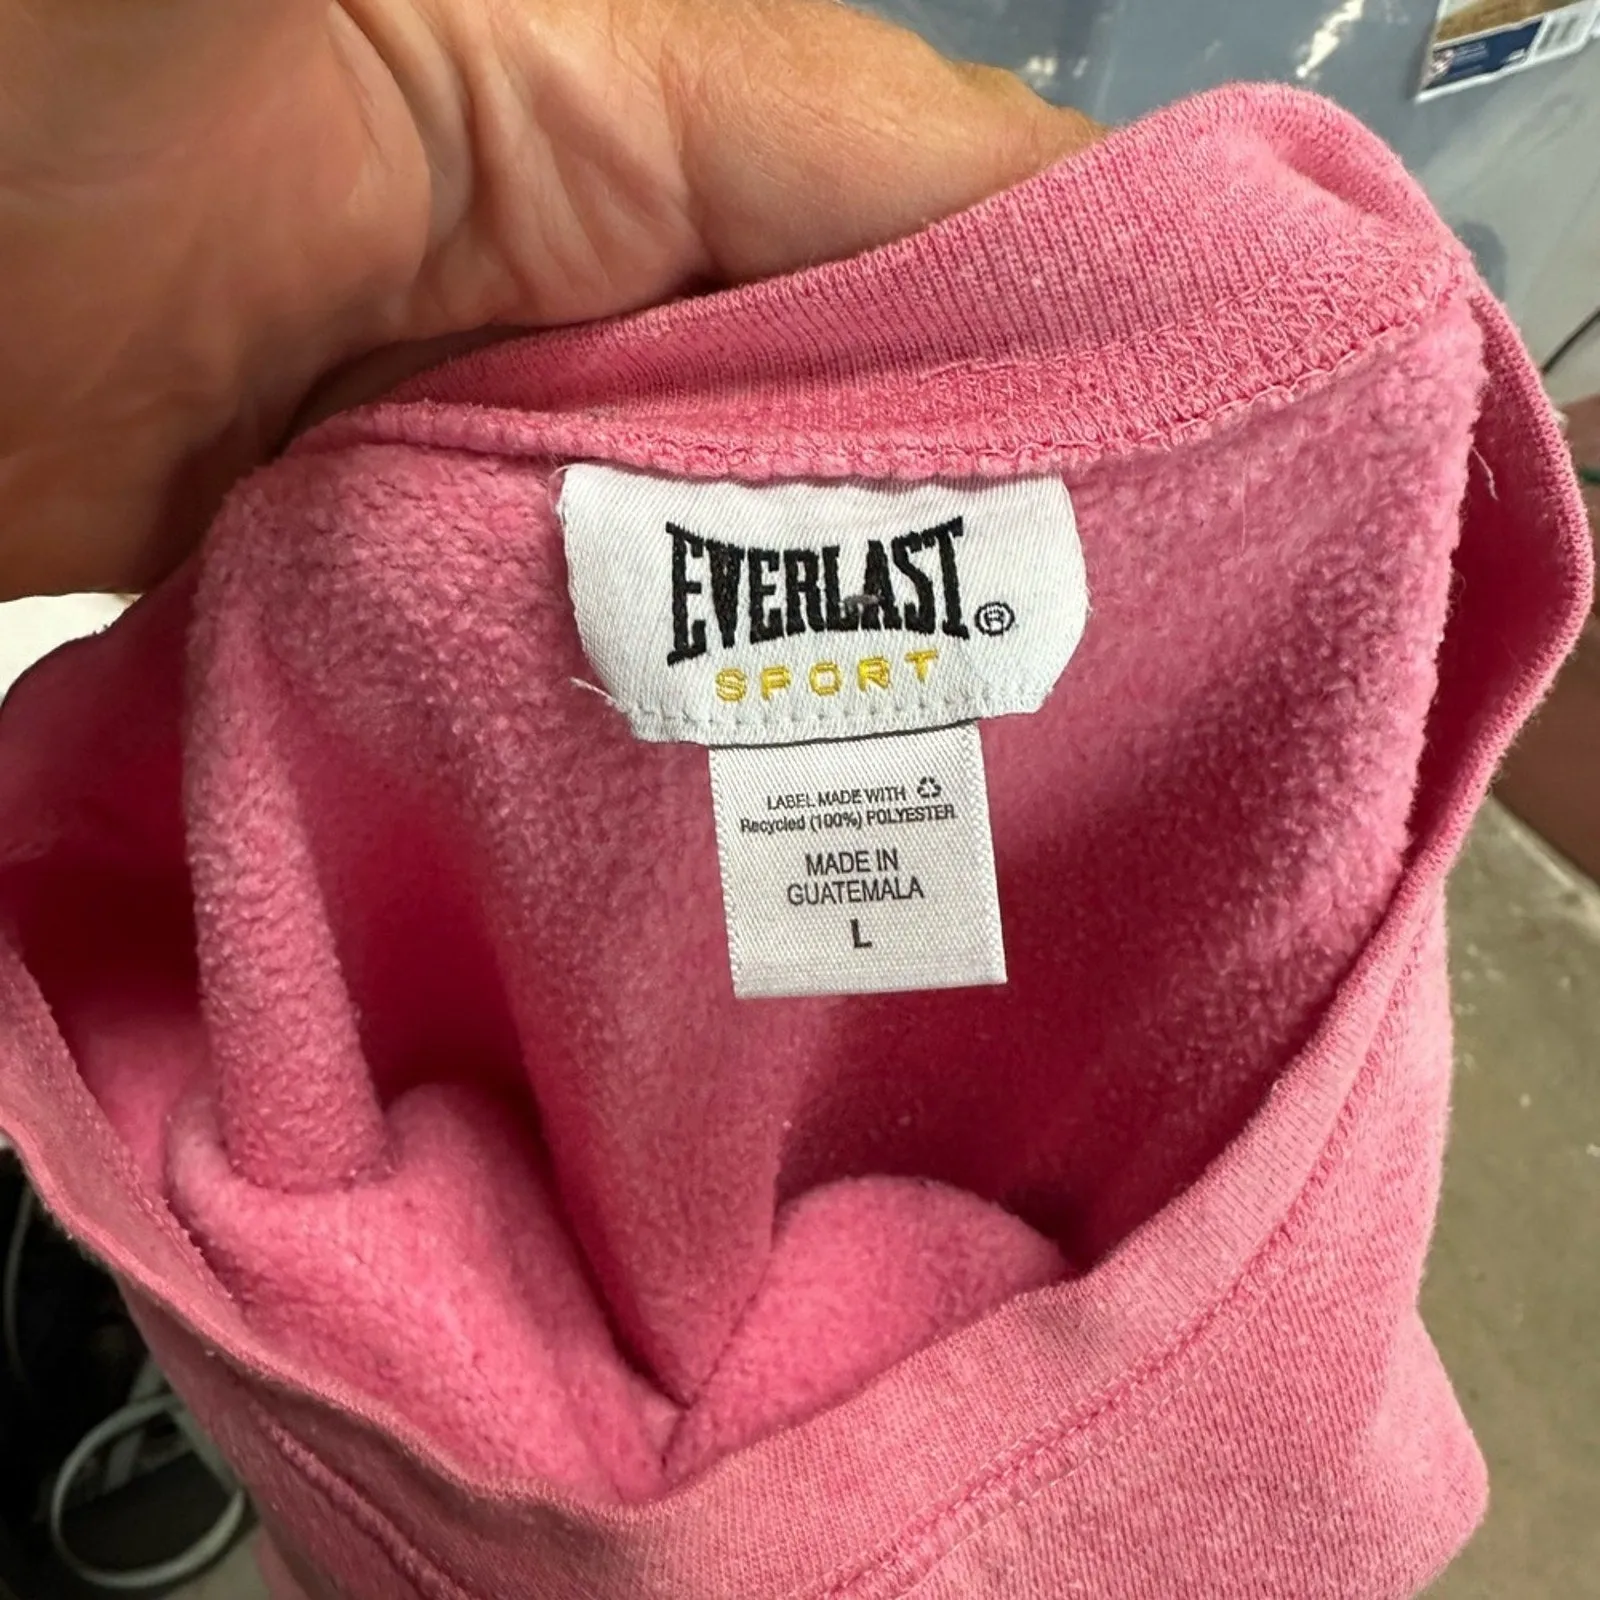 EVERLAST®
SPORT
LABEL MADE WITH ♻
Recycled (100%) POLYESTER
MADE IN
GUATEMALA
L